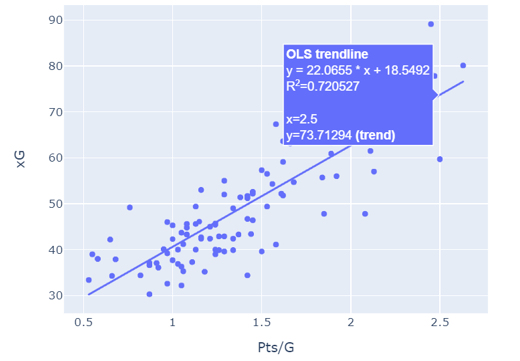 90
80
70
60
50
40
30
xG
OLS trendline
y = 22.0655 * x + 18.5492
R²=0.720527
x=2.5
y=73.71294 (trend)
0.5 1 1.5 2 2.5
Pts/G